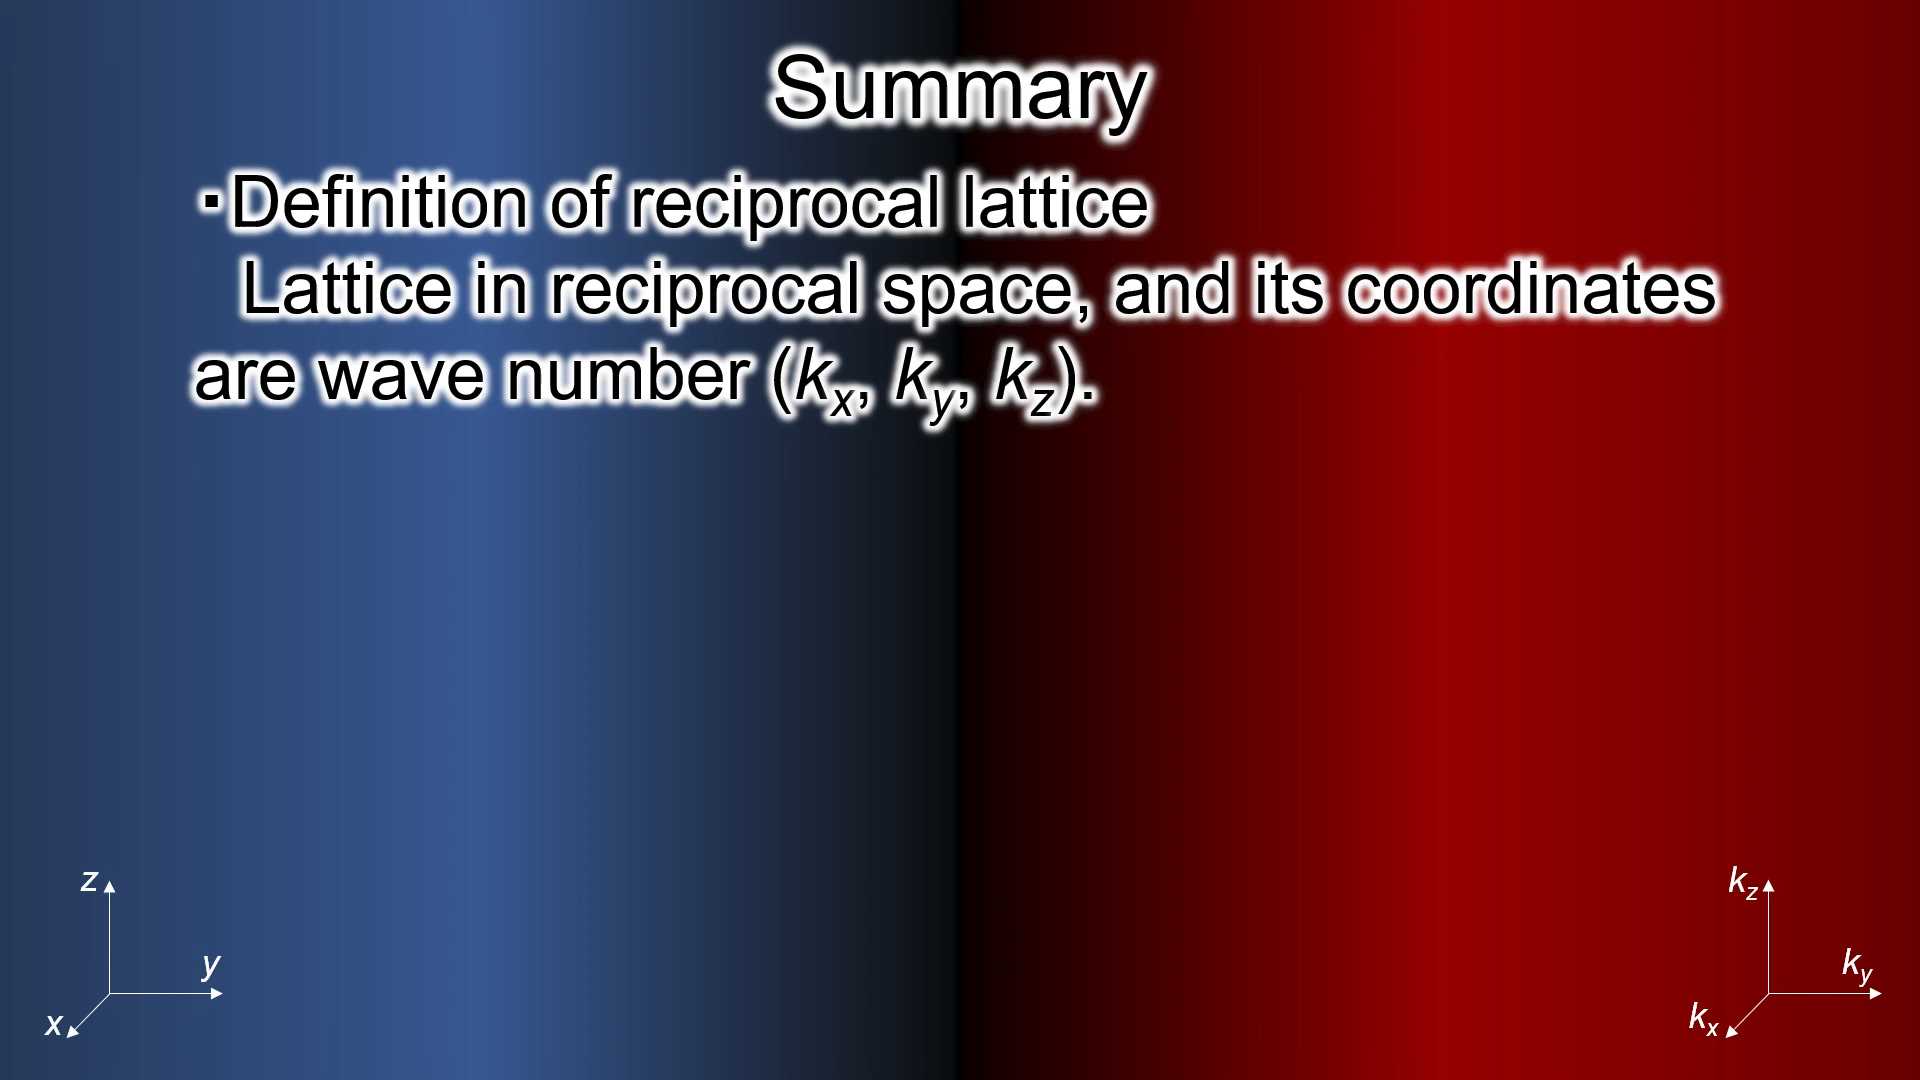 Summary
▪Definition of reciprocal lattice
Lattice in reciprocal space, and its coordinates
are wave number (kx, ky, kz).
z
y
x
kz
ky
kx